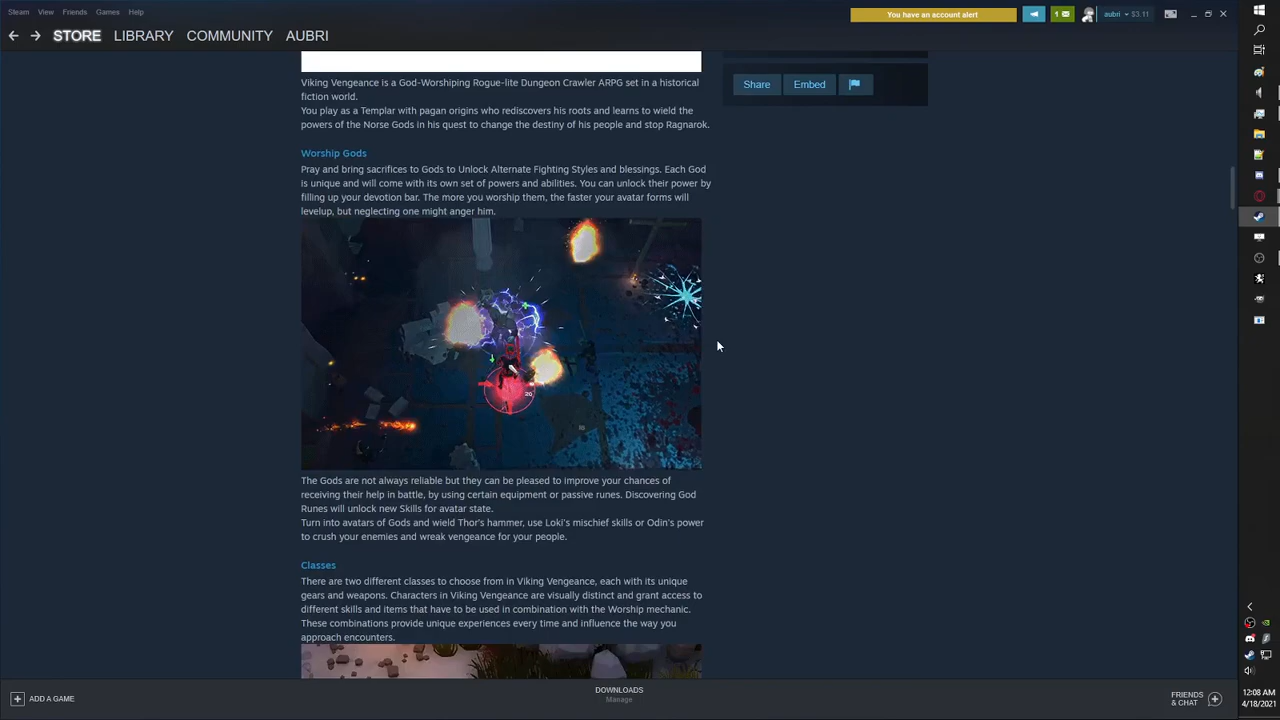 Steam View Friends Games Help
You have an account alert
1
aubri $3.11
STORE LIBRARY COMMUNITY AUBRI
Viking Vengeance is a God-Worshiping Rogue-lite Dungeon Crawler ARPG set in a historical
fiction world.
You play as a Templar with pagan origins who rediscovers his roots and learns to wield the
powers of the Norse Gods in his quest to change the destiny of his people and stop Ragnarok.
Share Embed
Worship Gods
Pray and bring sacrifices to Gods to Unlock Alternate Fighting Styles and blessings. Each God
is unique and will come with its own set of powers and abilities. You can unlock their power by
filling up your devotion bar. The more you worship them, the faster your avatar forms will
levelup, but neglecting one might anger him.
20
The Gods are not always reliable but they can be pleased to improve your chances of
receiving their help in battle, by using certain equipment or passive runes. Discovering God
Runes will unlock new Skills for avatar state.
Turn into avatars of Gods and wield Thor's hammer, use Loki's mischief skills or Odin's power
to crush your enemies and wreak vengeance for your people.
Classes
There are two different classes to choose from in Viking Vengeance, each with its unique
gears and weapons. Characters in Viking Vengeance are visually distinct and grant access to
different skills and items that have to be used in combination with the Worship mechanic.
These combinations provide unique experiences every time and influence the way you
approach encounters.
ADD A GAME
DOWNLOADS
Manage
FRIENDS
& CHAT
12:08 AM
4/18/2021